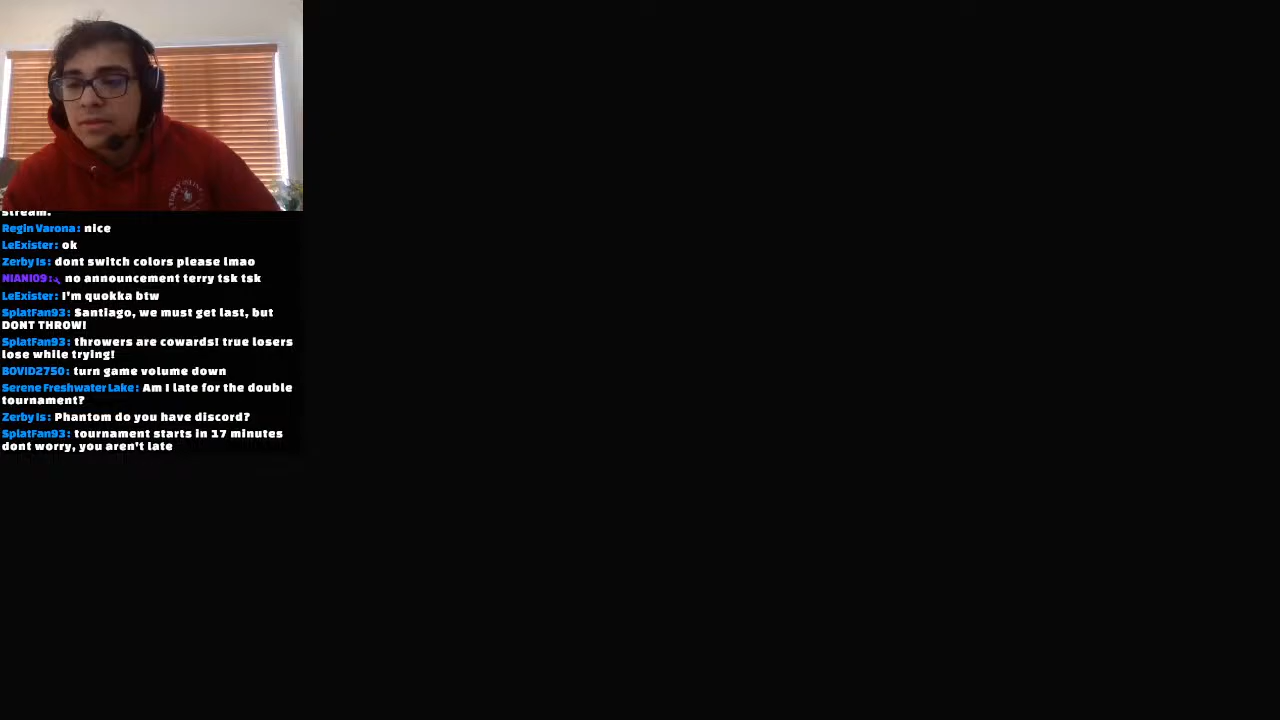 stream.
Regin Varona: nice
LeExister: ok
Zerby Is: dont switch colors please lmao
NIANI09: no announcement terry tsk tsk
LeExister: I'm quokka btw
SplatFan93: Santiago, we must get last, but
DONT THROW!
SplatFan93: throwers are cowards! true losers
lose while trying!
BOVID2750: turn game volume down
Serene Freshwater Lake: Am I late for the double
tournament?
Zerby Is: Phantom do you have discord?
SplatFan93: tournament starts in 17 minutes
dont worry, you aren't late